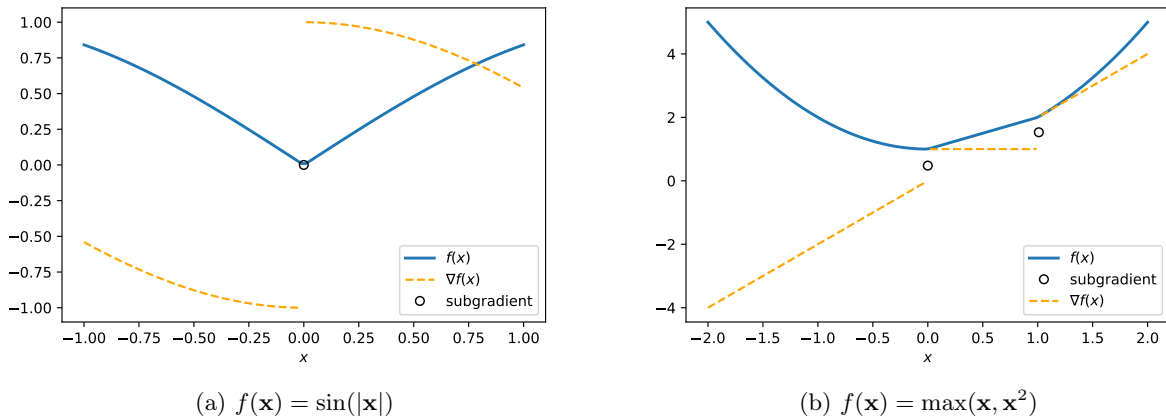 1.00
0.75
0.50
0.25
0.00
−0.25
−0.50
−0.75
−1.00
−1.00 −0.75 −0.50 −0.25 0.00 0.25 0.50 0.75 1.00
x
f(x)
∇f(x)
subgradient
(a) f(x) = sin(|x|)
4
2
0
−2
−4
−2.0 −1.5 −1.0 −0.5 0.0 0.5 1.0 1.5 2.0
x
f(x)
subgradient
∇f(x)
(b) f(x) = max(x, x²)